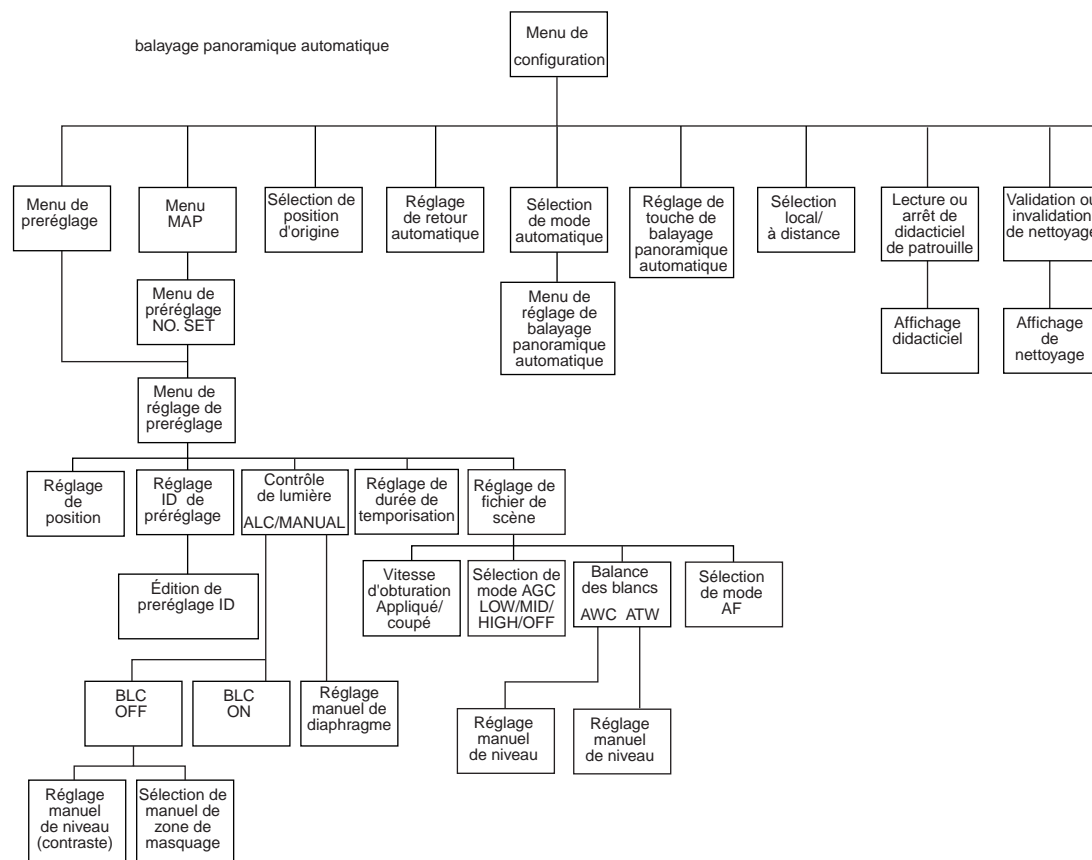 balayage panoramique automatique
Menu de
configuration
Menu de
preréglage
Menu
MAP
Sélection de
position
d'origine
Réglage
de retour
automatique
Sélection
de mode
automatique
Réglage de
touche de
balayage
panoramique
automatique
Sélection
local/
à distance
Lecture ou
arrêt de
didacticiel
de patrouille
Validation ou
invalidation
de nettoyage
Menu de
préréglage
NO. SET
Menu de
réglage de
balayage
panoramique
automatique
Affichage
didacticiel
Affichage
de
nettoyage
Menu de
réglage de
preréglage
Réglage
de
position
Réglage
ID de
préréglage
Contrôle
de lumière
ALC/MANUAL
Réglage de
durée de
temporisation
Réglage de
fichier de
scène
Édition de
preréglage ID
Vitesse
d'obturation
Appliqué/
coupé
Sélection de
mode AGC
LOW/MID/
HIGH/OFF
Balance
des blancs
AWC ATW
Sélection
de mode
AF
BLC
OFF
BLC
ON
Réglage
manuel de
diaphragme
Réglage
manuel
de niveau
Réglage
manuel
de niveau
Réglage
manuel
de niveau
(contraste)
Sélection de
manuel de
zone de
masquage